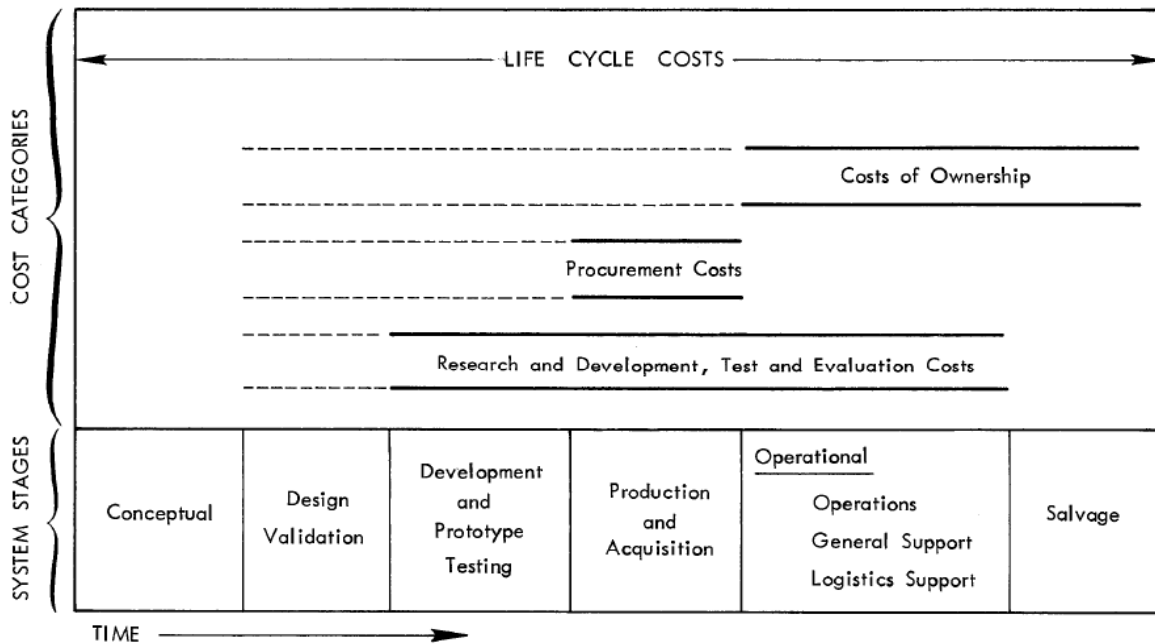 LIFE CYCLE COSTS
COST CATEGORIES
Costs of Ownership
Procurement Costs
Research and Development, Test and Evaluation Costs
SYSTEM STAGES
Conceptual
Design
Validation
Development
and
Prototype
Testing
Production
and
Acquisition
Operational
Operations
General Support
Logistics Support
Salvage
TIME